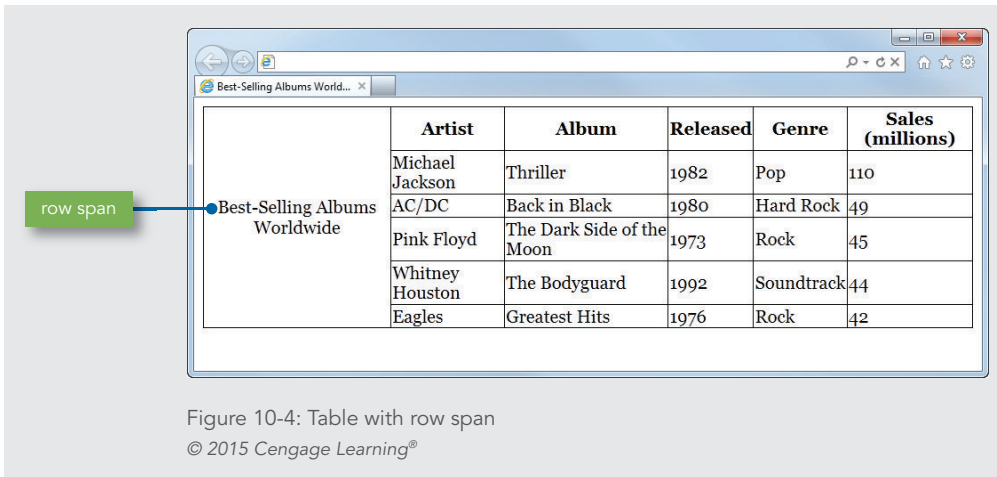 Best-Selling Albums World...
row span
Best-Selling Albums
Worldwide
Artist Album Released Genre Sales
(millions)
Michael
Jackson Thriller 1982 Pop 110
AC/DC Back in Black 1980 Hard Rock 49
Pink Floyd The Dark Side of the
Moon 1973 Rock 45
Whitney
Houston The Bodyguard 1992 Soundtrack 44
Eagles Greatest Hits 1976 Rock 42
Figure 10-4: Table with row span
© 2015 Cengage Learning®